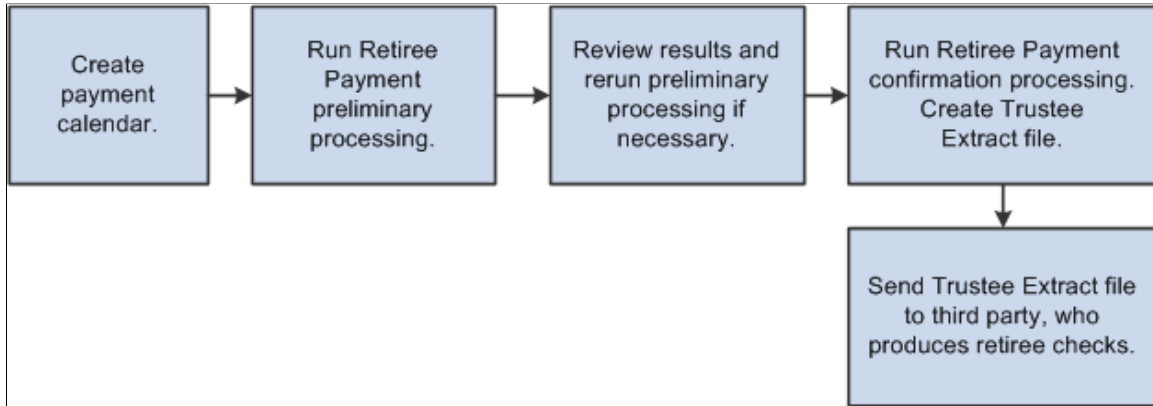 Create
payment
calendar.
Run Retiree
Payment
preliminary
processing.
Review results and
rerun preliminary
processing if
necessary.
Run Retiree Payment
confirmation processing.
Create Trustee
Extract file.
Send Trustee Extract file
to third party, who
produces retiree checks.